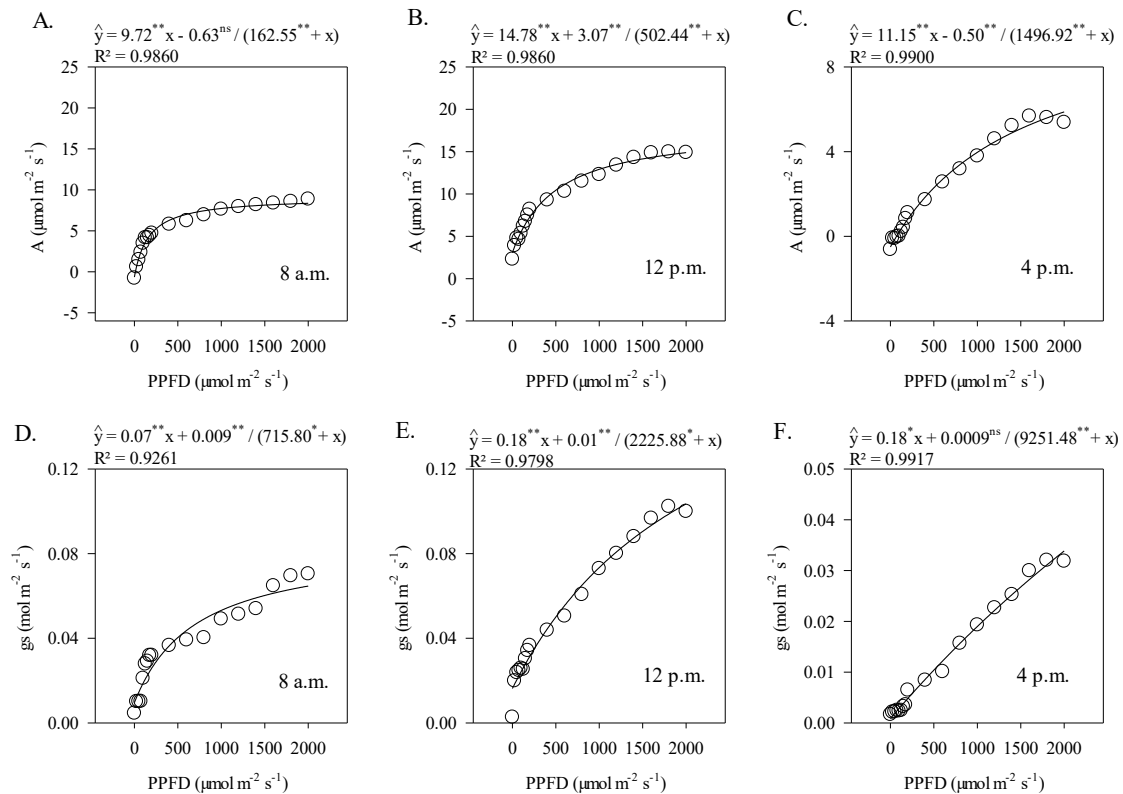 A.
ŷ = 9.72**x - 0.63ns / (162.55** + x)
R² = 0.9860
25
20
15
10
5
0
-5
A (µmol m-2 s-1)
8 a.m.
0 500 1000 1500 2000
PPFD (µmol m-2 s-1)
B.
ŷ = 14.78**x + 3.07** / (502.44** + x)
R² = 0.9860
25
20
15
10
5
0
-5
A (µmol m-2 s-1)
12 p.m.
0 500 1000 1500 2000
PPFD (µmol m-2 s-1)
C.
ŷ = 11.15**x - 0.50** / (1496.92** + x)
R² = 0.9900
8
4
0
-4
A (µmol m-2 s-1)
4 p.m.
0 500 1000 1500 2000
PPFD (µmol m-2 s-1)
D.
ŷ = 0.07**x + 0.009** / (715.80* + x)
R² = 0.9261
0.12
0.08
0.04
0.00
gs (mol m-2 s-1)
8 a.m.
0 500 1000 1500 2000
PPFD (µmol m-2 s-1)
E.
ŷ = 0.18**x + 0.01** / (2225.88* + x)
R² = 0.9798
0.12
0.08
0.04
0.00
gs (mol m-2 s-1)
12 p.m.
0 500 1000 1500 2000
PPFD (µmol m-2 s-1)
F.
ŷ = 0.18*x + 0.0009ns / (9251.48** + x)
R² = 0.9917
0.05
0.04
0.03
0.02
0.01
0.00
gs (mol m-2 s-1)
4 p.m.
0 500 1000 1500 2000
PPFD (µmol m-2 s-1)